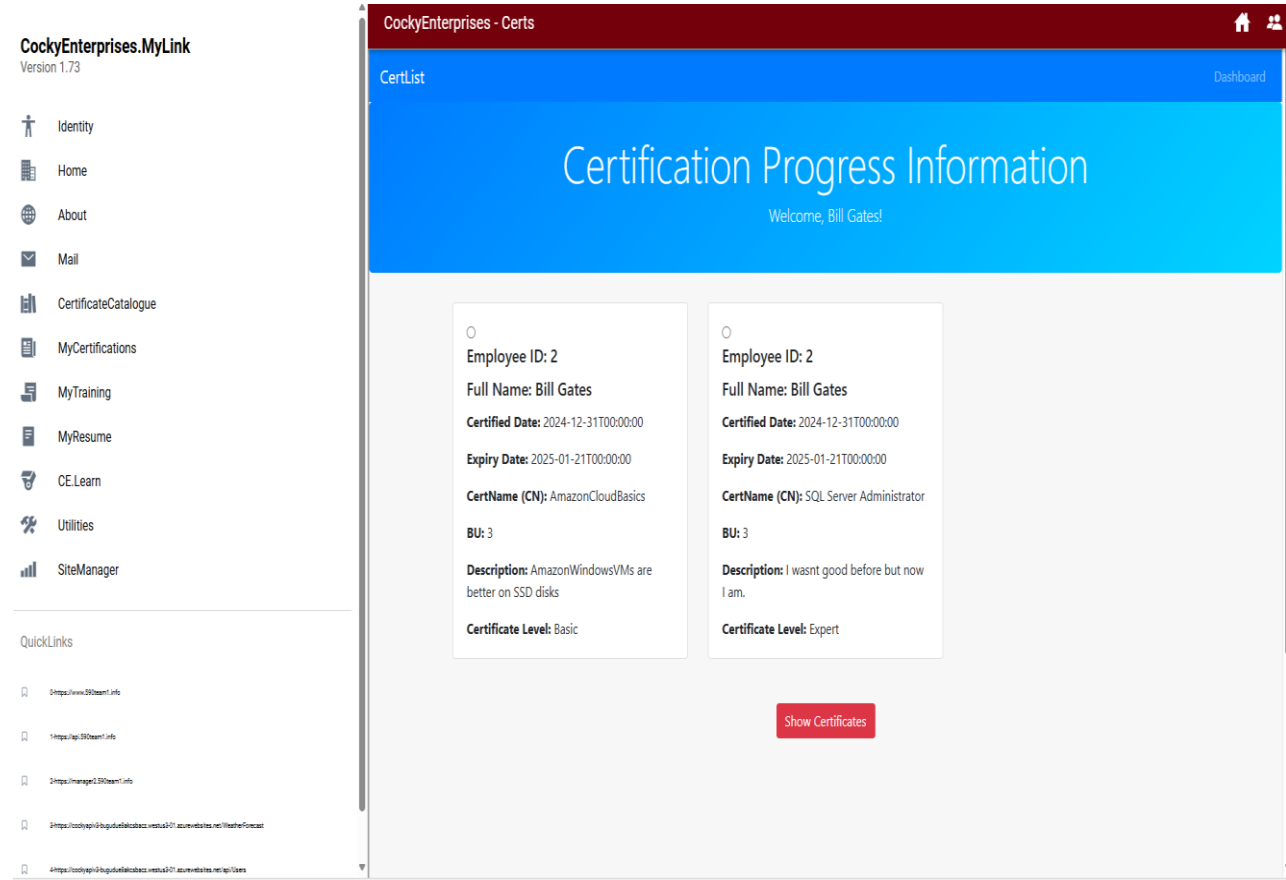 CockyEnterprises.MyLink
Version 1.73
Identity
Home
About
Mail
CertificateCatalogue
MyCertifications
MyTraining
MyResume
CE.Learn
Utilities
SiteManager
QuickLinks
0-https://www.590team1.info
1-https://api.590team1.info
2-https://manager2.590team1.info
CockyEnterprises - Certs
CertList
Dashboard
Certification Progress Information
Welcome, Bill Gates!
Employee ID: 2
Full Name: Bill Gates
Certified Date: 2024-12-31T00:00:00
Expiry Date: 2025-01-21T00:00:00
CertName (CN): AmazonCloudBasics
BU: 3
Description: AmazonWindowsVMs are
better on SSD disks
Certificate Level: Basic
Employee ID: 2
Full Name: Bill Gates
Certified Date: 2024-12-31T00:00:00
Expiry Date: 2025-01-21T00:00:00
CertName (CN): SQL Server Administrator
BU: 3
Description: I wasnt good before but now
I am.
Certificate Level: Expert
Show Certificates